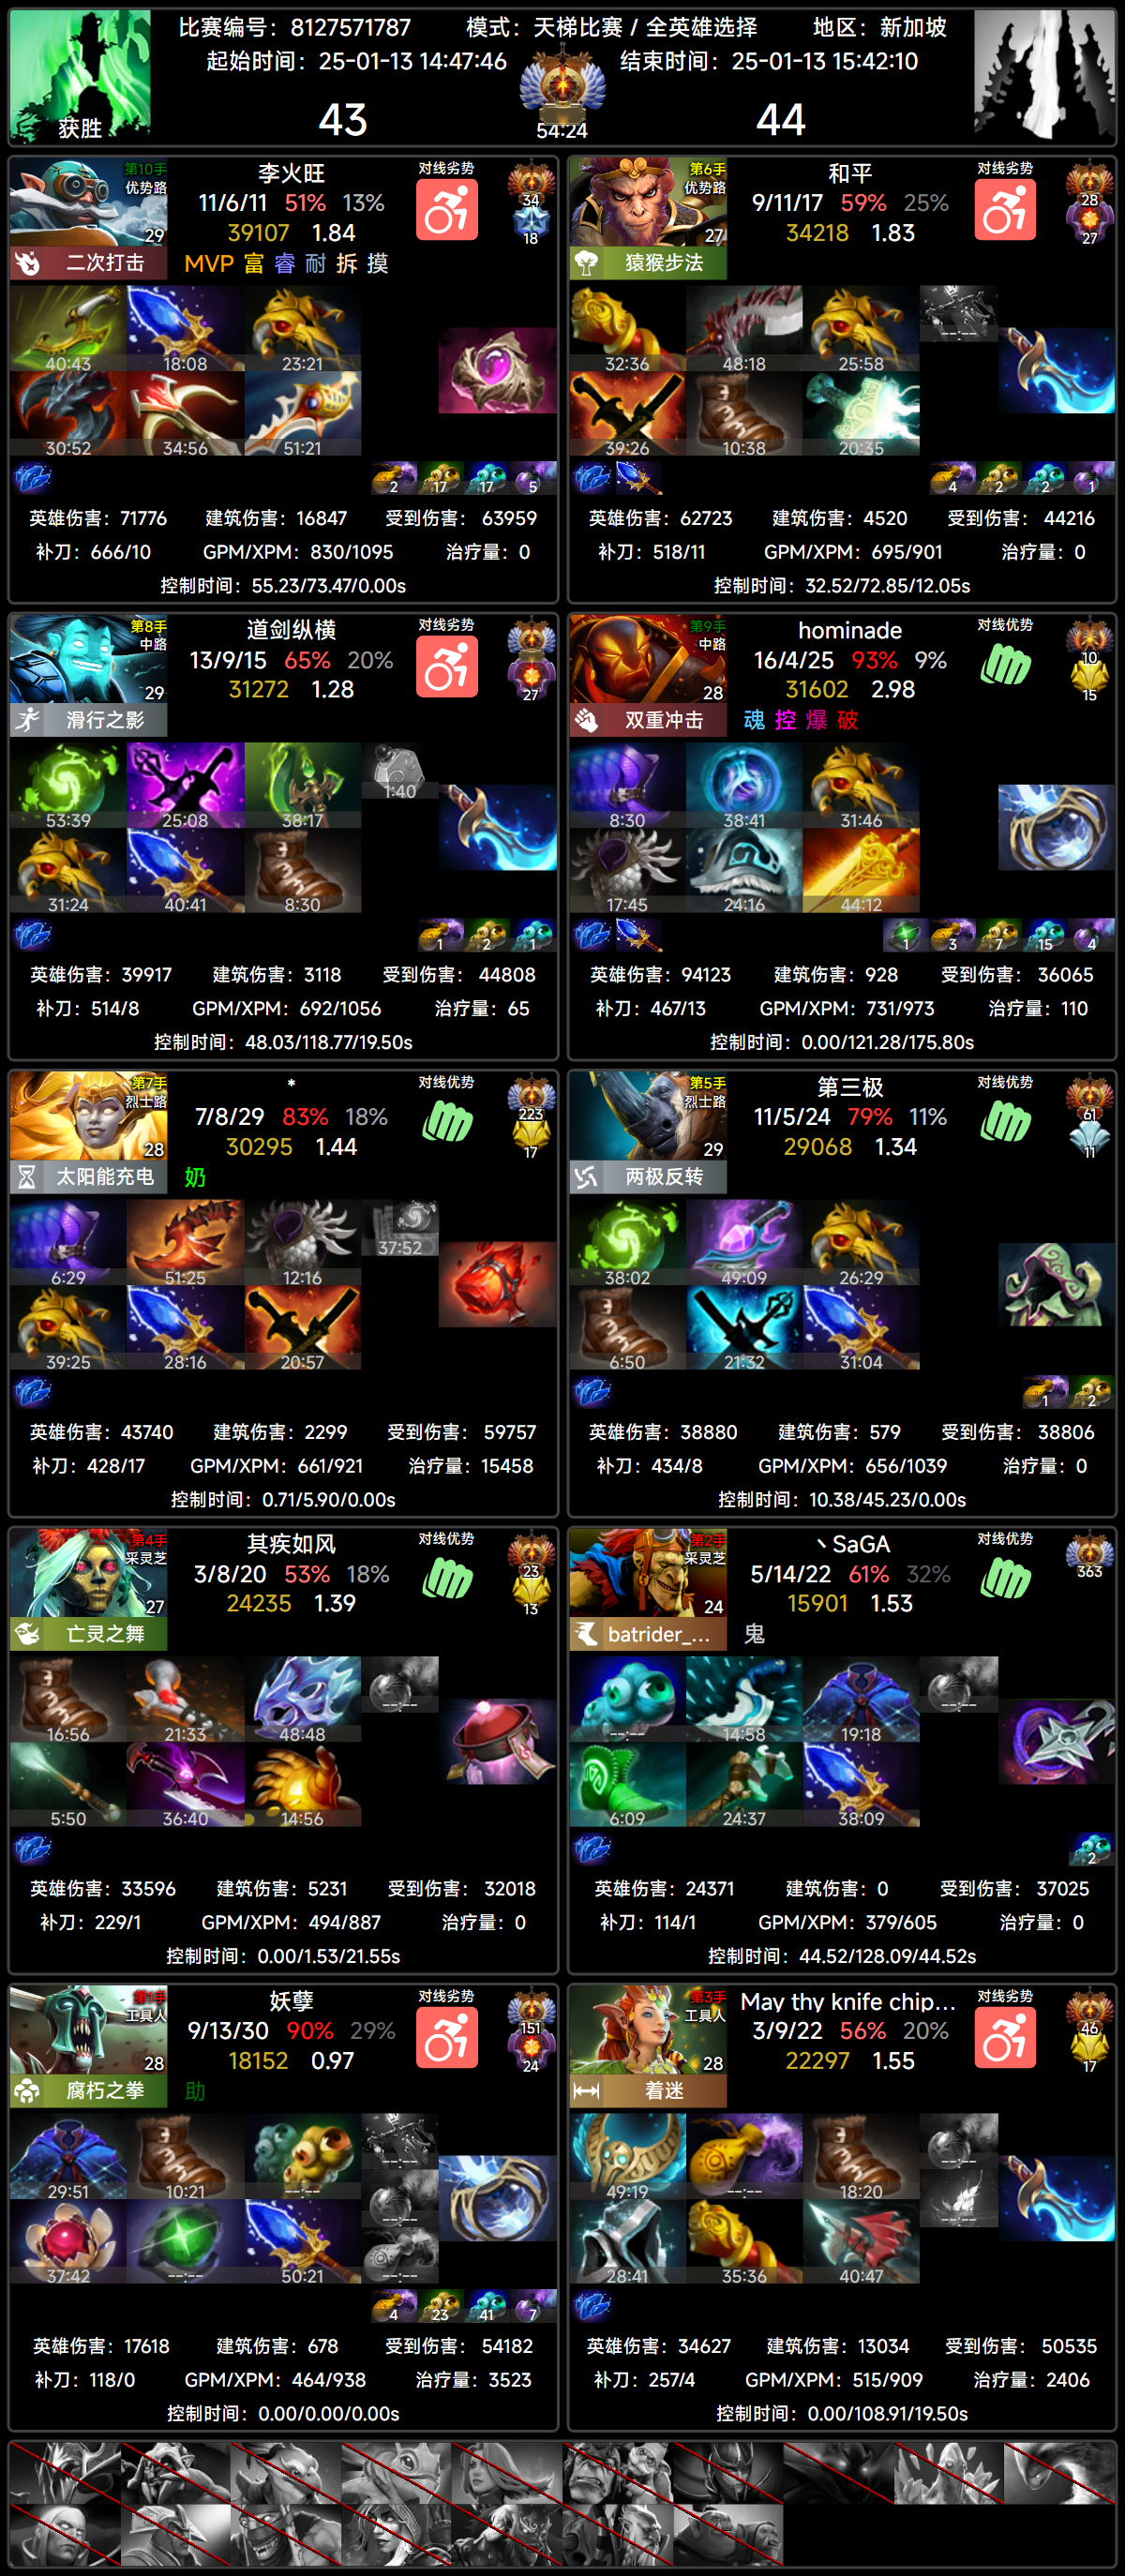 比赛编号：8127571787 模式：天梯比赛 / 全英雄选择 地区：新加坡
起始时间：25-01-13 14:47:46 结束时间：25-01-13 15:42:10
获胜 43 54:24 44
第10手 优势路 29
李火旺
11/6/11 51% 13%
39107 1.84
对线劣势
34
18
二次打击
MVP 富 睿 耐 拆 摸
40:43 18:08 23:21
30:52 34:56 51:21
2 17 17 5
英雄伤害：71776 建筑伤害：16847 受到伤害：63959
补刀：666/10 GPM/XPM：830/1095 治疗量：0
控制时间：55.23/73.47/0.00s
第6手 优势路 27
和平
9/11/17 59% 25%
34218 1.83
对线劣势
28
27
猿猴步法
32:36 48:18 25:58 --:--
39:26 10:38 20:35
4 2 2 1
英雄伤害：62723 建筑伤害：4520 受到伤害：44216
补刀：518/11 GPM/XPM：695/901 治疗量：0
控制时间：32.52/72.85/12.05s
第8手 中路 29
道剑纵横
13/9/15 65% 20%
31272 1.28
对线劣势
27
滑行之影
53:39 25:08 38:17 1:40
31:24 40:41 8:30
1 2 1
英雄伤害：39917 建筑伤害：3118 受到伤害：44808
补刀：514/8 GPM/XPM：692/1056 治疗量：65
控制时间：48.03/118.77/19.50s
第9手 中路 28
hominade
16/4/25 93% 9%
31602 2.98
对线优势
10
15
双重冲击
魂 控 爆 破
8:30 38:41 31:46
17:45 24:16 44:12
1 3 7 15 4
英雄伤害：94123 建筑伤害：928 受到伤害：36065
补刀：467/13 GPM/XPM：731/973 治疗量：110
控制时间：0.00/121.28/175.80s
第7手 烈士路 28
*
7/8/29 83% 18%
30295 1.44
对线优势
223
17
太阳能充电
奶
6:29 51:25 12:16 37:52
39:25 28:16 20:57
英雄伤害：43740 建筑伤害：2299 受到伤害：59757
补刀：428/17 GPM/XPM：661/921 治疗量：15458
控制时间：0.71/5.90/0.00s
第5手 烈士路 29
第三极
11/5/24 79% 11%
29068 1.34
对线优势
61
11
两极反转
38:02 49:09 26:29
6:50 21:32 31:04
1 2
英雄伤害：38880 建筑伤害：579 受到伤害：38806
补刀：434/8 GPM/XPM：656/1039 治疗量：0
控制时间：10.38/45.23/0.00s
第4手 采灵芝 27
其疾如风
3/8/20 53% 18%
24235 1.39
对线优势
23
13
亡灵之舞
16:56 21:33 48:48 --:--
5:50 36:40 14:56
英雄伤害：33596 建筑伤害：5231 受到伤害：32018
补刀：229/1 GPM/XPM：494/887 治疗量：0
控制时间：0.00/1.53/21.55s
第2手 采灵芝 24
丶SaGA
5/14/22 61% 32%
15901 1.53
对线优势
363
batrider_...
鬼
--:-- 14:58 19:18 --:--
6:09 24:37 38:09
2
英雄伤害：24371 建筑伤害：0 受到伤害：37025
补刀：114/1 GPM/XPM：379/605 治疗量：0
控制时间：44.52/128.09/44.52s
第1手 工具人 28
妖孽
9/13/30 90% 29%
18152 0.97
对线劣势
151
24
腐朽之拳
助
29:51 10:21 --:-- --:--
--:--
37:42 --:-- 50:21 --:--
4 23 41 7
英雄伤害：17618 建筑伤害：678 受到伤害：54182
补刀：118/0 GPM/XPM：464/938 治疗量：3523
控制时间：0.00/0.00/0.00s
第3手 工具人 28
May thy knife chip...
3/9/22 56% 20%
22297 1.55
对线劣势
46
17
着迷
49:19 --:-- 18:20 --:--
--:--
28:41 35:36 40:47
英雄伤害：34627 建筑伤害：13034 受到伤害：50535
补刀：257/4 GPM/XPM：515/909 治疗量：2406
控制时间：0.00/108.91/19.50s